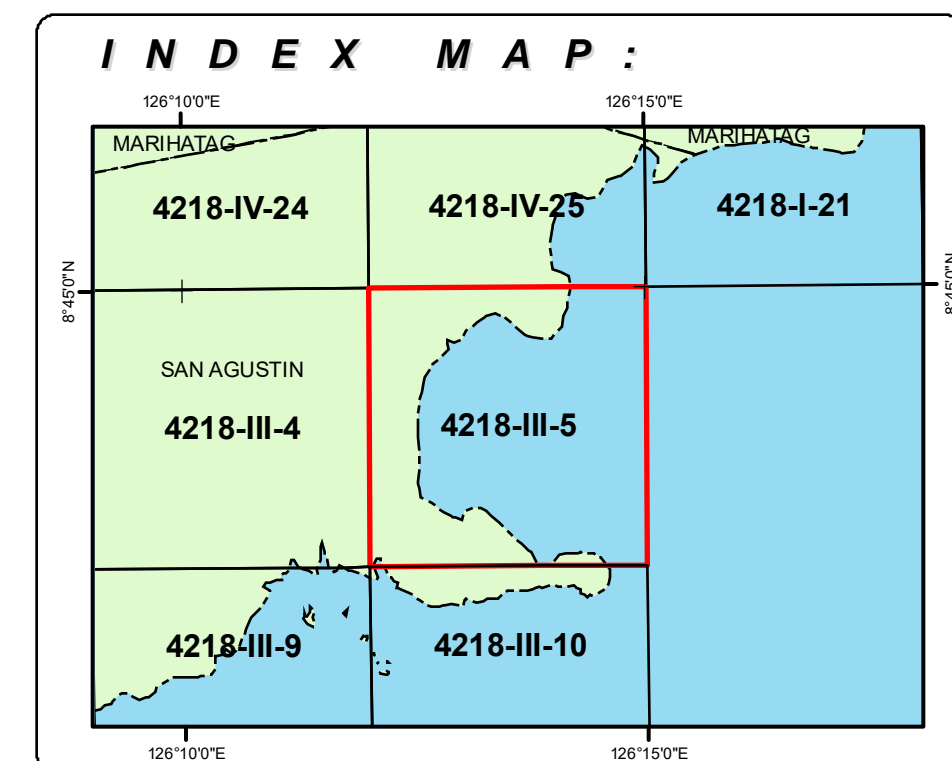 INDEX MAP:
126°10'0"E 126°15'0"E
MARIHATAG MARIHATAG
4218-IV-24 4218-IV-25 4218-I-21
8°45'0"N 8°45'0"N
SAN AGUSTIN
4218-III-4 4218-III-5
4218-III-9 4218-III-10
126°10'0"E 126°15'0"E